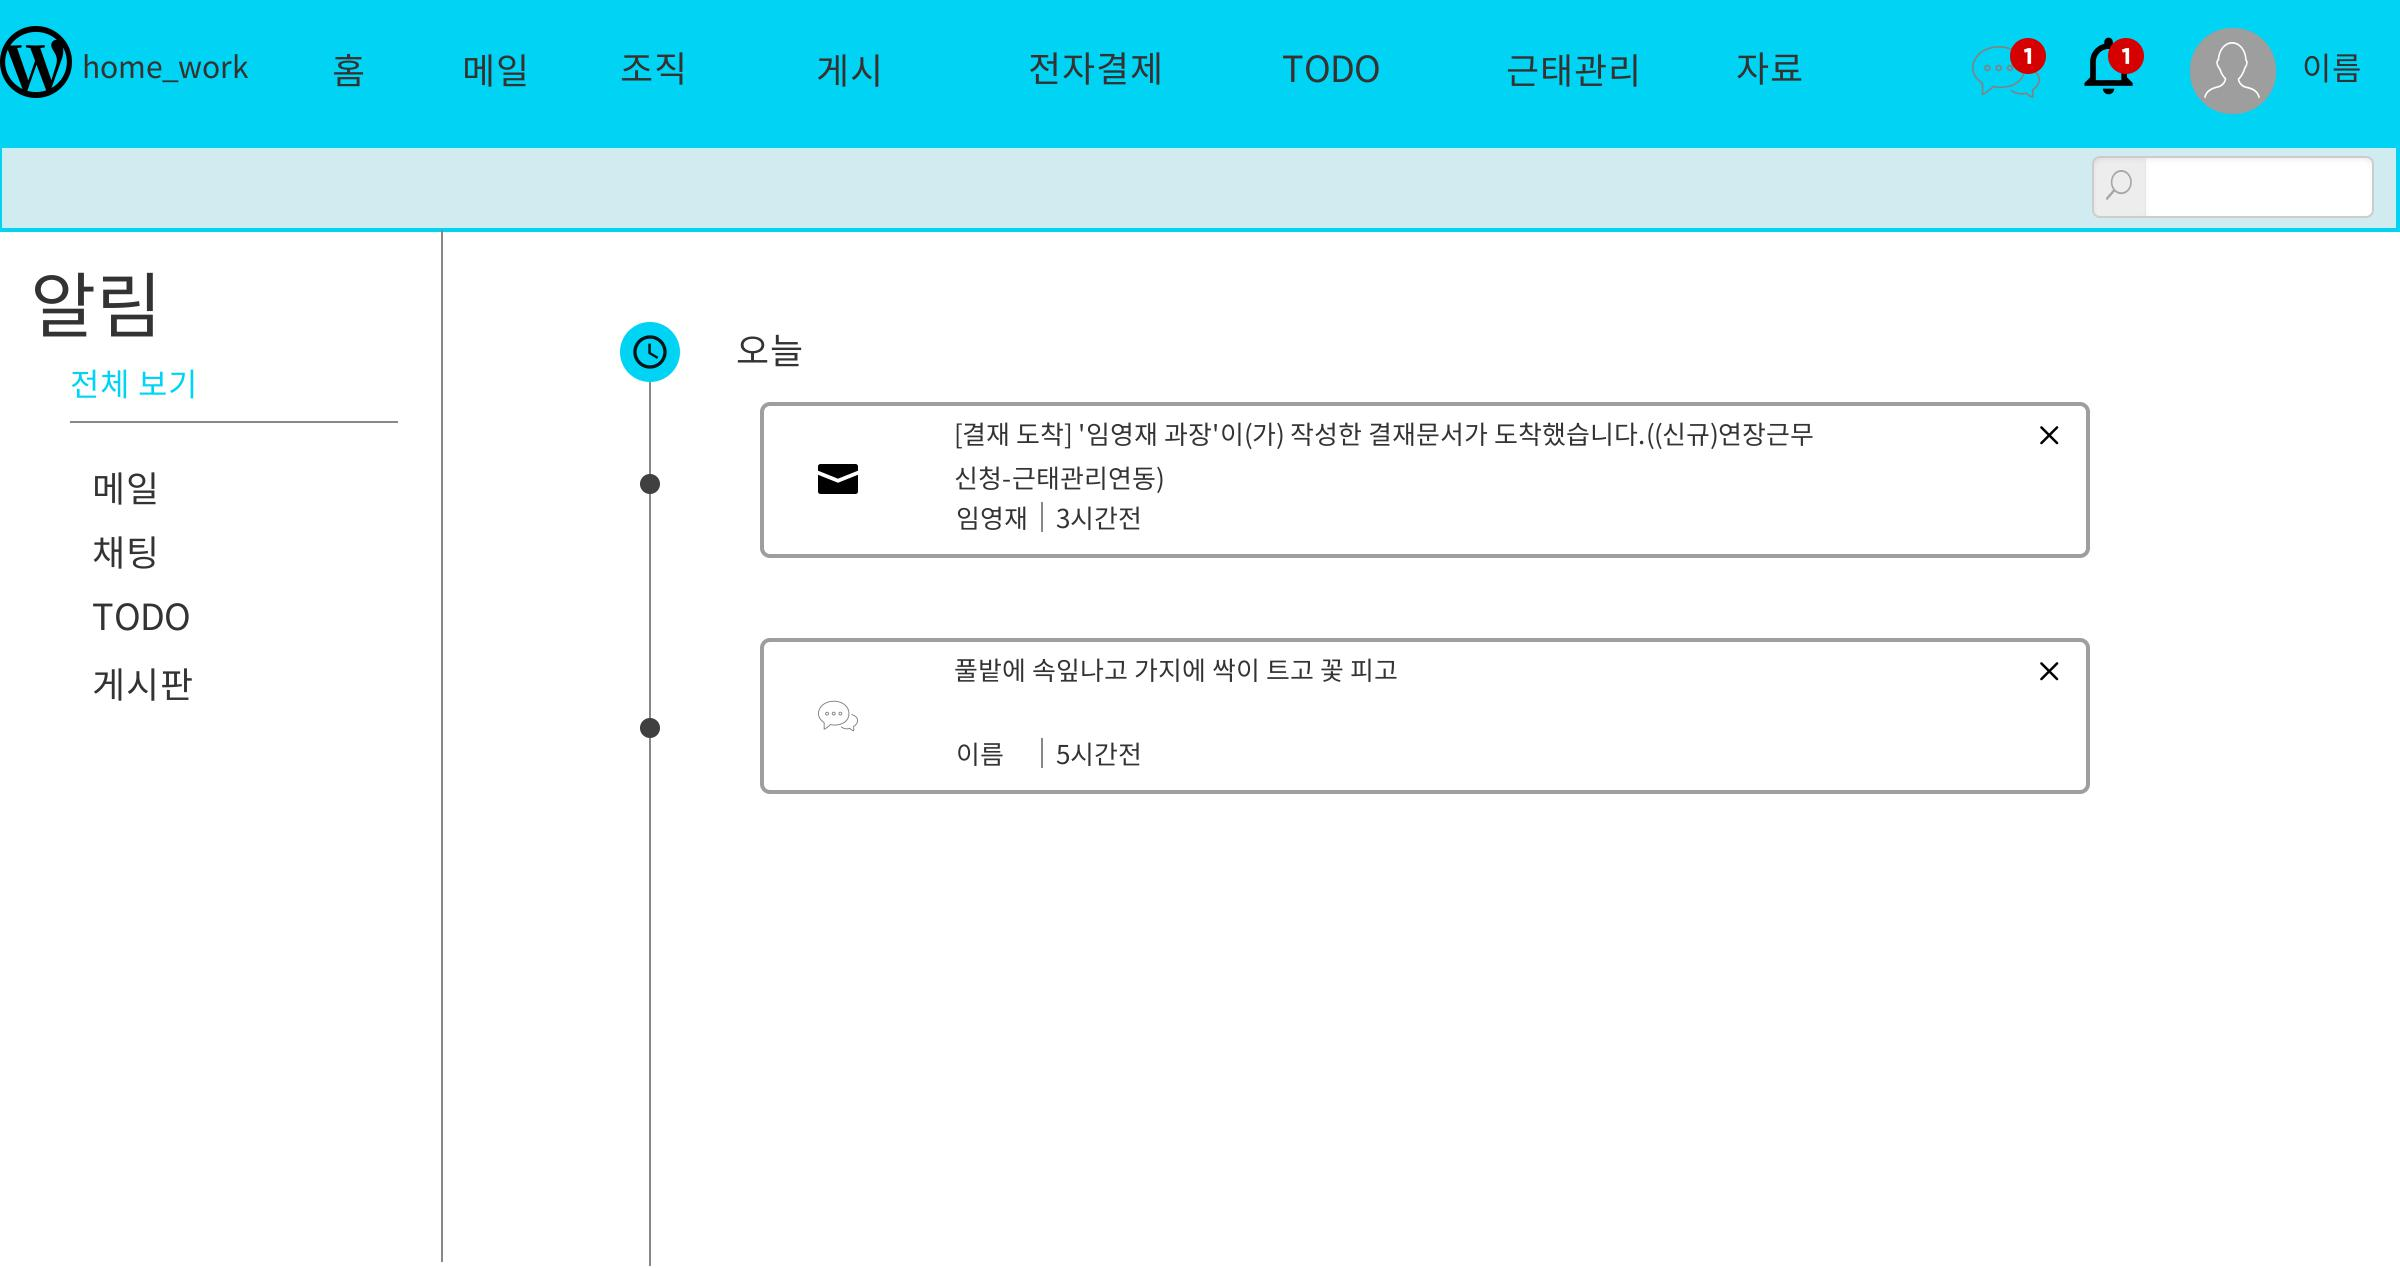 home_work
홈
메일
조직
게시
전자결제
TODO
근태관리
자료
1
1
이름
알림
전체 보기
메일
채팅
TODO
게시판
오늘
[결재 도착] '임영재 과장'이(가) 작성한 결재문서가 도착했습니다.((신규)연장근무
신청-근태관리연동)
임영재 3시간전
풀밭에 속잎나고 가지에 싹이 트고 꽃 피고
이름 5시간전